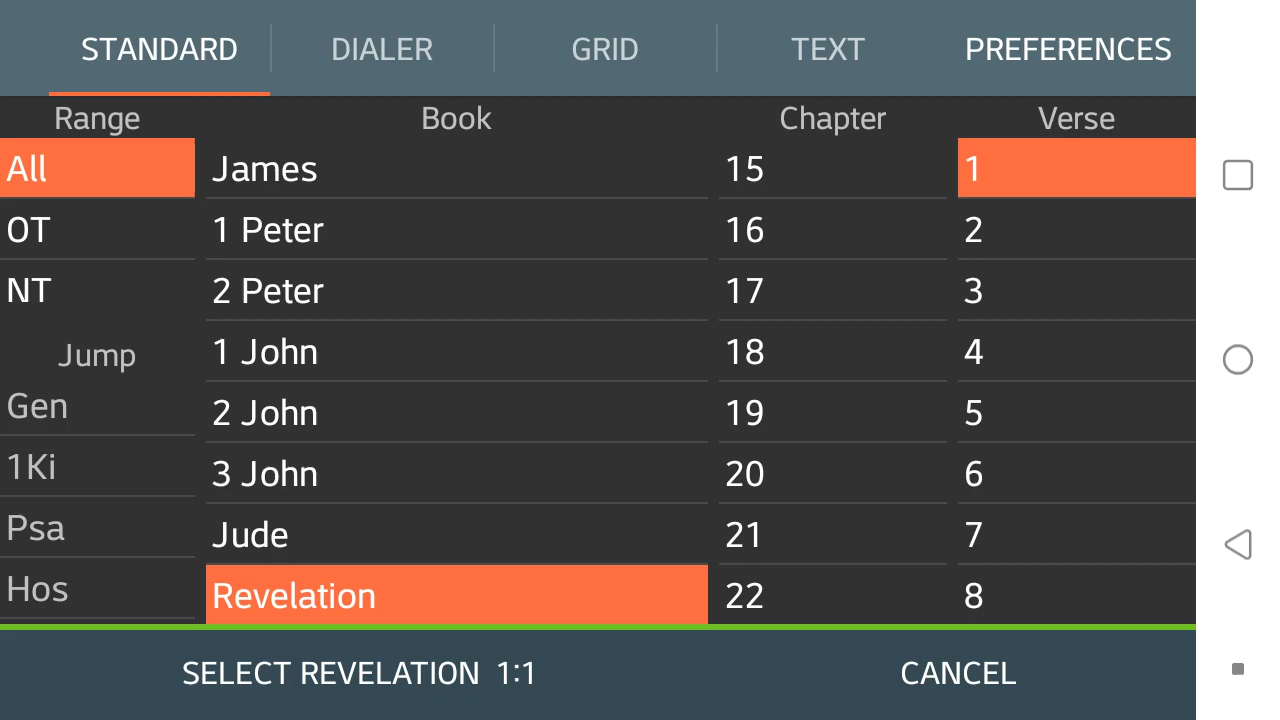 STANDARD DIALER GRID TEXT PREFERENCES
Range Book Chapter Verse
All James 15 1
OT 1 Peter 16 2
NT 2 Peter 17 3
Jump 1 John 18 4
Gen 2 John 19 5
1Ki 3 John 20 6
Psa Jude 21 7
Hos Revelation 22 8
SELECT REVELATION 1:1 CANCEL